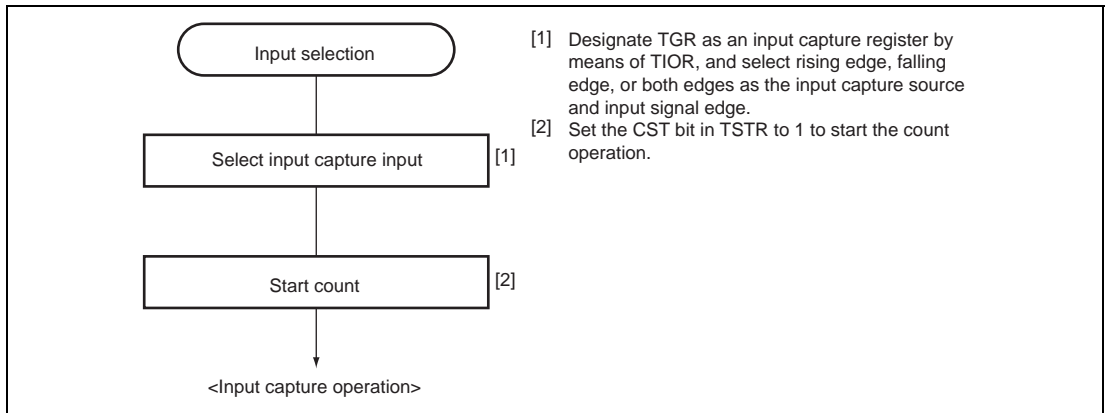 Input selection
Select input capture input
[1]
Start count
[2]
<Input capture operation>
[1] Designate TGR as an input capture register by
means of TIOR, and select rising edge, falling
edge, or both edges as the input capture source
and input signal edge.
[2] Set the CST bit in TSTR to 1 to start the count
operation.